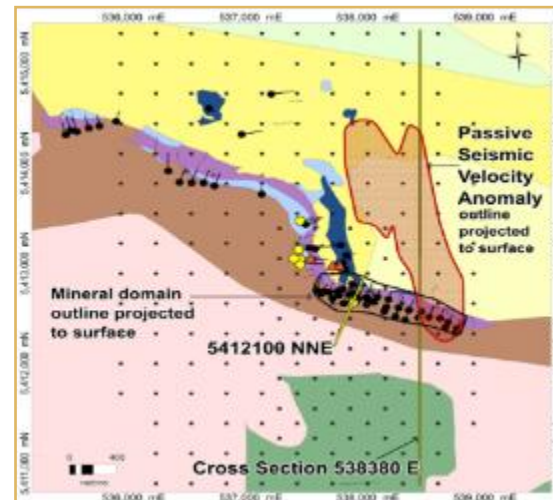 536,000 mE
537,000 mE
538,000 mE
539,000 mE
5,415,000 mN
5,414,000 mN
5,413,000 mN
5,412,000 mN
5,411,000 mN
Passive
Seismic
Velocity
Anomaly
outline
projected
to surface
Mineral domain
outline projected
to surface
5412100 NNE
Cross Section 538380 E
0 400
metres
536,000 mE
537,000 mE
538,000 mE
539,000 mE